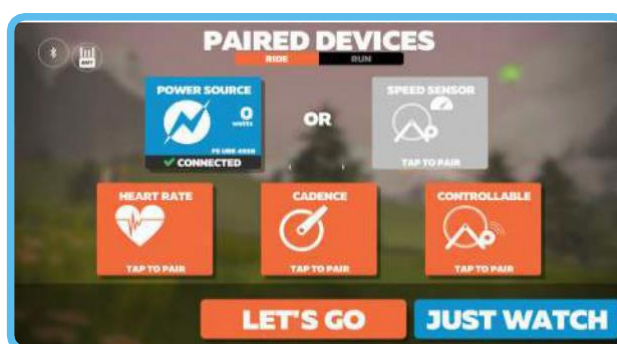 PAIRED DEVICES
RIDE
RUN
POWER SOURCE
0
watts
CONNECTED
OR
SPEED SENSOR
TAP TO PAIR
HEART RATE
TAP TO PAIR
CADENCE
TAP TO PAIR
CONTROLLABLE
TAP TO PAIR
LET'S GO
JUST WATCH